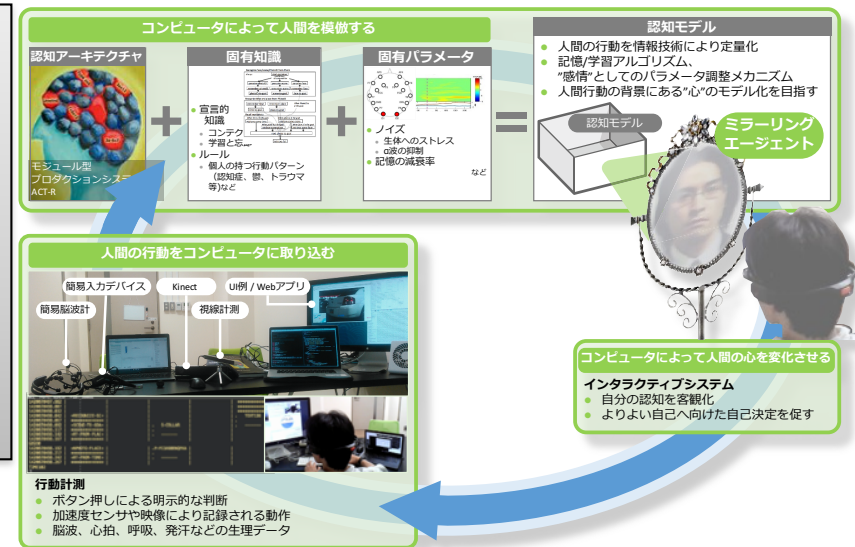 コンピュータによって人間を模倣する
認知アーキテクチャ
モジュール型
プロダクションシステ
ACT-R
固有知識
宣言的
知識
コンテク
学習と忘
ルール
個人の持つ行動パターン
（認知症、鬱、トラウマ
等)など
固有パラメータ
ノイズ
生体へのストレス
α波の抑制
記憶の減衰率
など
認知モデル
人間の行動を情報技術により定量化
記憶/学習アルゴリズム、
”感情”としてのパラメータ調整メカニズム
人間行動の背景にある”心”のモデル化を目指す
認知モデル
ミラーリング
エージェント
人間の行動をコンピュータに取り込む
簡易入力デバイス
Kinect
UI例 / Webアプリ
簡易脳波計
視線計測
行動計測
ボタン押しによる明示的な判断
加速度センサや映像により記録される動作
脳波、心拍、呼吸、発汗などの生理データ
コンピュータによって人間の心を変化させる
インタラクティブシステム
自分の認知を客観化
よりよい自己へ向けた自己決定を促す